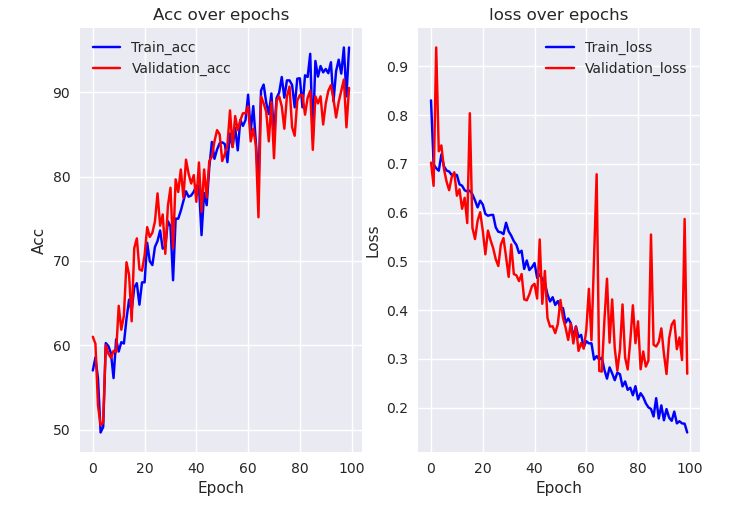 Acc over epochs
Train_acc
Validation_acc
90
80
70
60
50
Acc
0 20 40 60 80 100
Epoch
loss over epochs
Train_loss
Validation_loss
0.9
0.8
0.7
0.6
0.5
0.4
0.3
0.2
Loss
0 20 40 60 80 100
Epoch